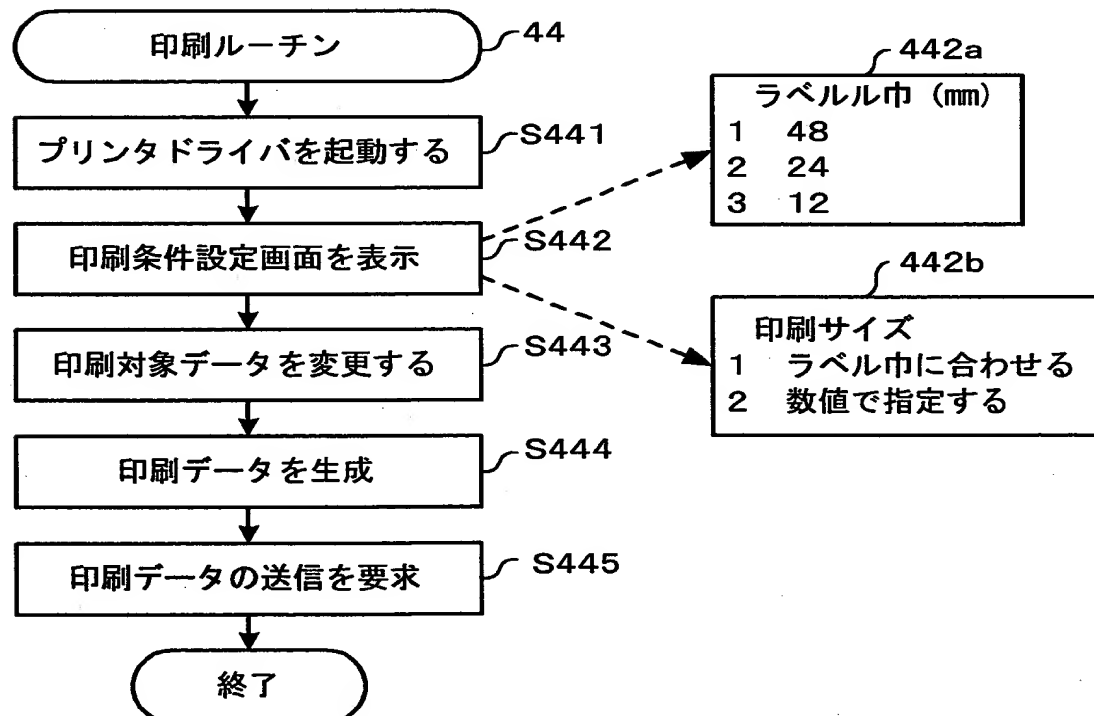 印刷ルーチン
44
プリンタドライバを起動する
S441
印刷条件設定画面を表示
S442
印刷対象データを変更する
S443
印刷データを生成
S444
印刷データの送信を要求
S445
終了
442a
ラベルル巾 (mm)
1 48
2 24
3 12
442b
印刷サイズ
1 ラベル巾に合わせる
2 数値で指定する